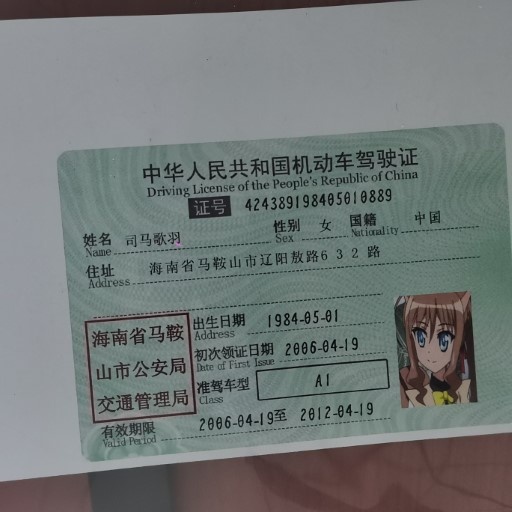 中华人民共和国机动车驾驶证
Driving License of the People's Republic of China
证号 424389198405010889
姓名 司马歌羽 性别 女 国籍 中国
Name Sex Nationality
住址 海南省马鞍山市辽阳敖路632路
Address
海南省马鞍
山市公安局
交通管理局
出生日期 1984-05-01
Address
初次领证日期 2006-04-19
Date of First Issue
准驾车型 A1
Class
有效期限 2006-04-19至 2012-04-19
Valid Period